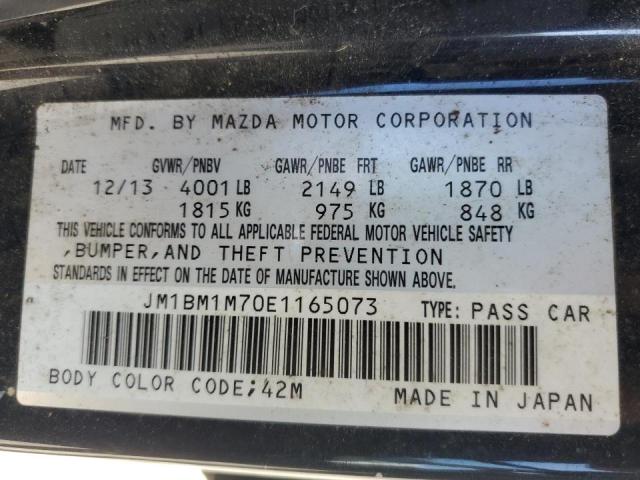 MFD. BY MAZDA MOTOR CORPORATION
DATE GVWR/PNBV GAWR/PNBE FRT GAWR/PNBE RR
12/13 4001 LB 2149 LB 1870 LB
1815 KG 975 KG 848 KG
THIS VEHICLE CONFORMS TO ALL APPLICABLE FEDERAL MOTOR VEHICLE SAFETY
,BUMPER,AND THEFT PREVENTION
STANDARDS IN EFFECT ON THE DATE OF MANUFACTURE SHOWN ABOVE.
JM1BM1M70E1165073 TYPE: PASS CAR
BODY COLOR CODE;42M MADE IN JAPAN